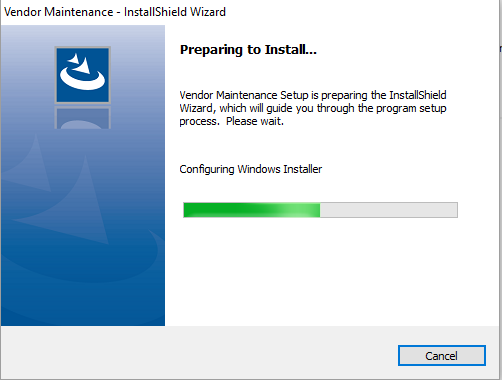 Vendor Maintenance - InstallShield Wizard
Preparing to Install...
Vendor Maintenance Setup is preparing the InstallShield
Wizard, which will guide you through the program setup
process. Please wait.
Configuring Windows Installer
Cancel